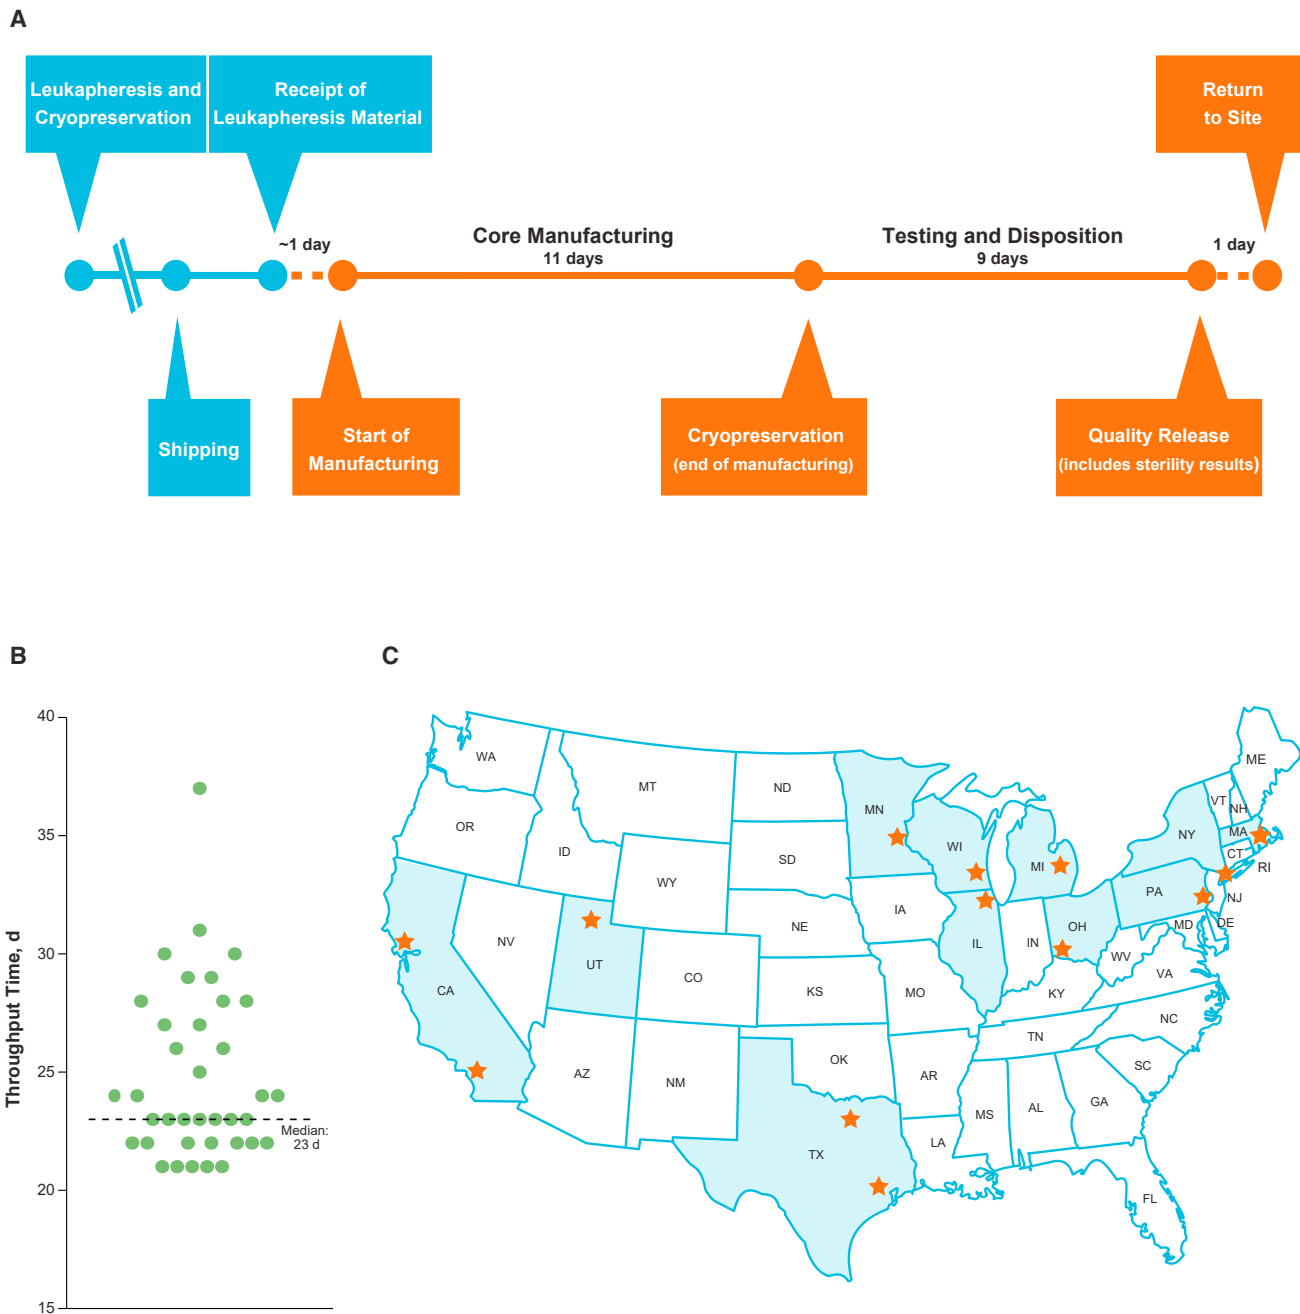 A
Leukapheresis and
Cryopreservation
Receipt of
Leukapheresis Material
Return
to Site
~1 day
Core Manufacturing
11 days
Testing and Disposition
9 days
1 day
Shipping
Start of
Manufacturing
Cryopreservation
(end of manufacturing)
Quality Release
(includes sterility results)
B
Throughput Time, d
40
35
30
25
20
15
Median:
23 d
C
WA
OR
ID
MT
ND
SD
WY
NE
NV
UT
CO
KS
CA
AZ
NM
OK
TX
MN
WI
IA
IL
MO
AR
LA
MS
AL
GA
FL
TN
KY
IN
MI
OH
WV
VA
NC
SC
PA
NY
VT
NH
ME
MA
CT
RI
NJ
DE
MD